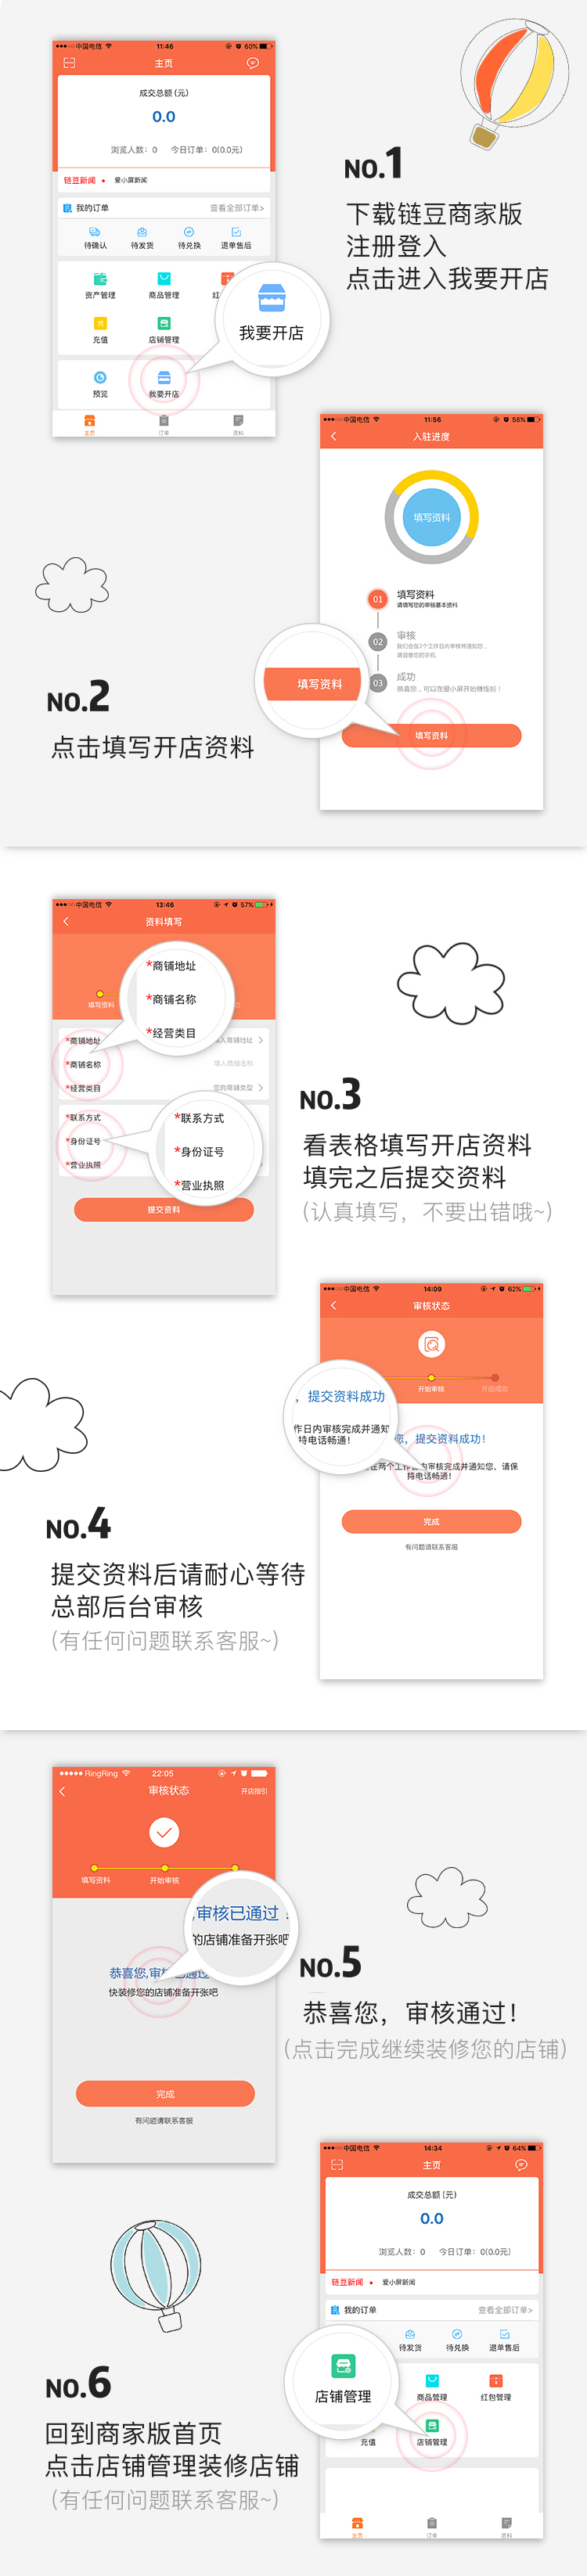 中国电信
11:46
60%
主页
成交总额 (元)
0.0
浏览人数：0 今日订单：0(0.0元)
链豆新闻 • 爱小屏新闻
我的订单 查看全部订单>
待确认 待发货 待兑换 退单售后
资产管理 商品管理 红
充值 店铺管理
我要开店
预览 我要开店
主页 订单 资料
NO.1
下载链豆商家版
注册登入
点击进入我要开店
中国电信
11:56
58%
入驻进度
填写资料
01 填写资料
请填写您的审核基本资料
02 审核
我们会在2个工作日内审核并通知您，
请留意您的手机
03 成功
恭喜您，可以在爱小屏开始赚钱啦！
填写资料
填写资料
NO.2
点击填写开店资料
中国电信
13:46
57%
资料填写
填写资料
*商铺地址
*商铺名称
*经营类目
*商铺地址 填入商铺地址
*商铺名称 填入商铺名称
*经营类目 您的商铺类型
*联系方式
*身份证号
*营业执照
*联系方式
*身份证号
*营业执照
提交资料
NO.3
看表格填写开店资料
填完之后提交资料
(认真填写，不要出错哦~)
中国电信
14:09
62%
审核状态
开始审核 开店成功
，提交资料成功
作日内审核完成并通知
持电话畅通！
您，提交资料成功！
在两个工作日内审核完成并通知您，请保
持电话畅通！
完成
有问题请联系客服
NO.4
提交资料后请耐心等待
总部后台审核
(有任何问题联系客服~)
RingRing
22:05
审核状态
开店指引
填写资料 开始审核
,审核已通过！
的店铺准备开张吧
恭喜您,审核已通过
快装修您的店铺准备开张吧
完成
有问题请联系客服
NO.5
恭喜您，审核通过！
(点击完成继续装修您的店铺)
中国电信
14:34
64%
主页
成交总额 (元)
0.0
浏览人数：0 今日订单：0(0.0元)
链豆新闻 • 爱小屏新闻
我的订单 查看全部订单>
待发货 待兑换 退单售后
店铺管理
商品管理 红包管理
充值 店铺管理
主页 订单 资料
NO.6
回到商家版首页
点击店铺管理装修店铺
(有任何问题联系客服~)